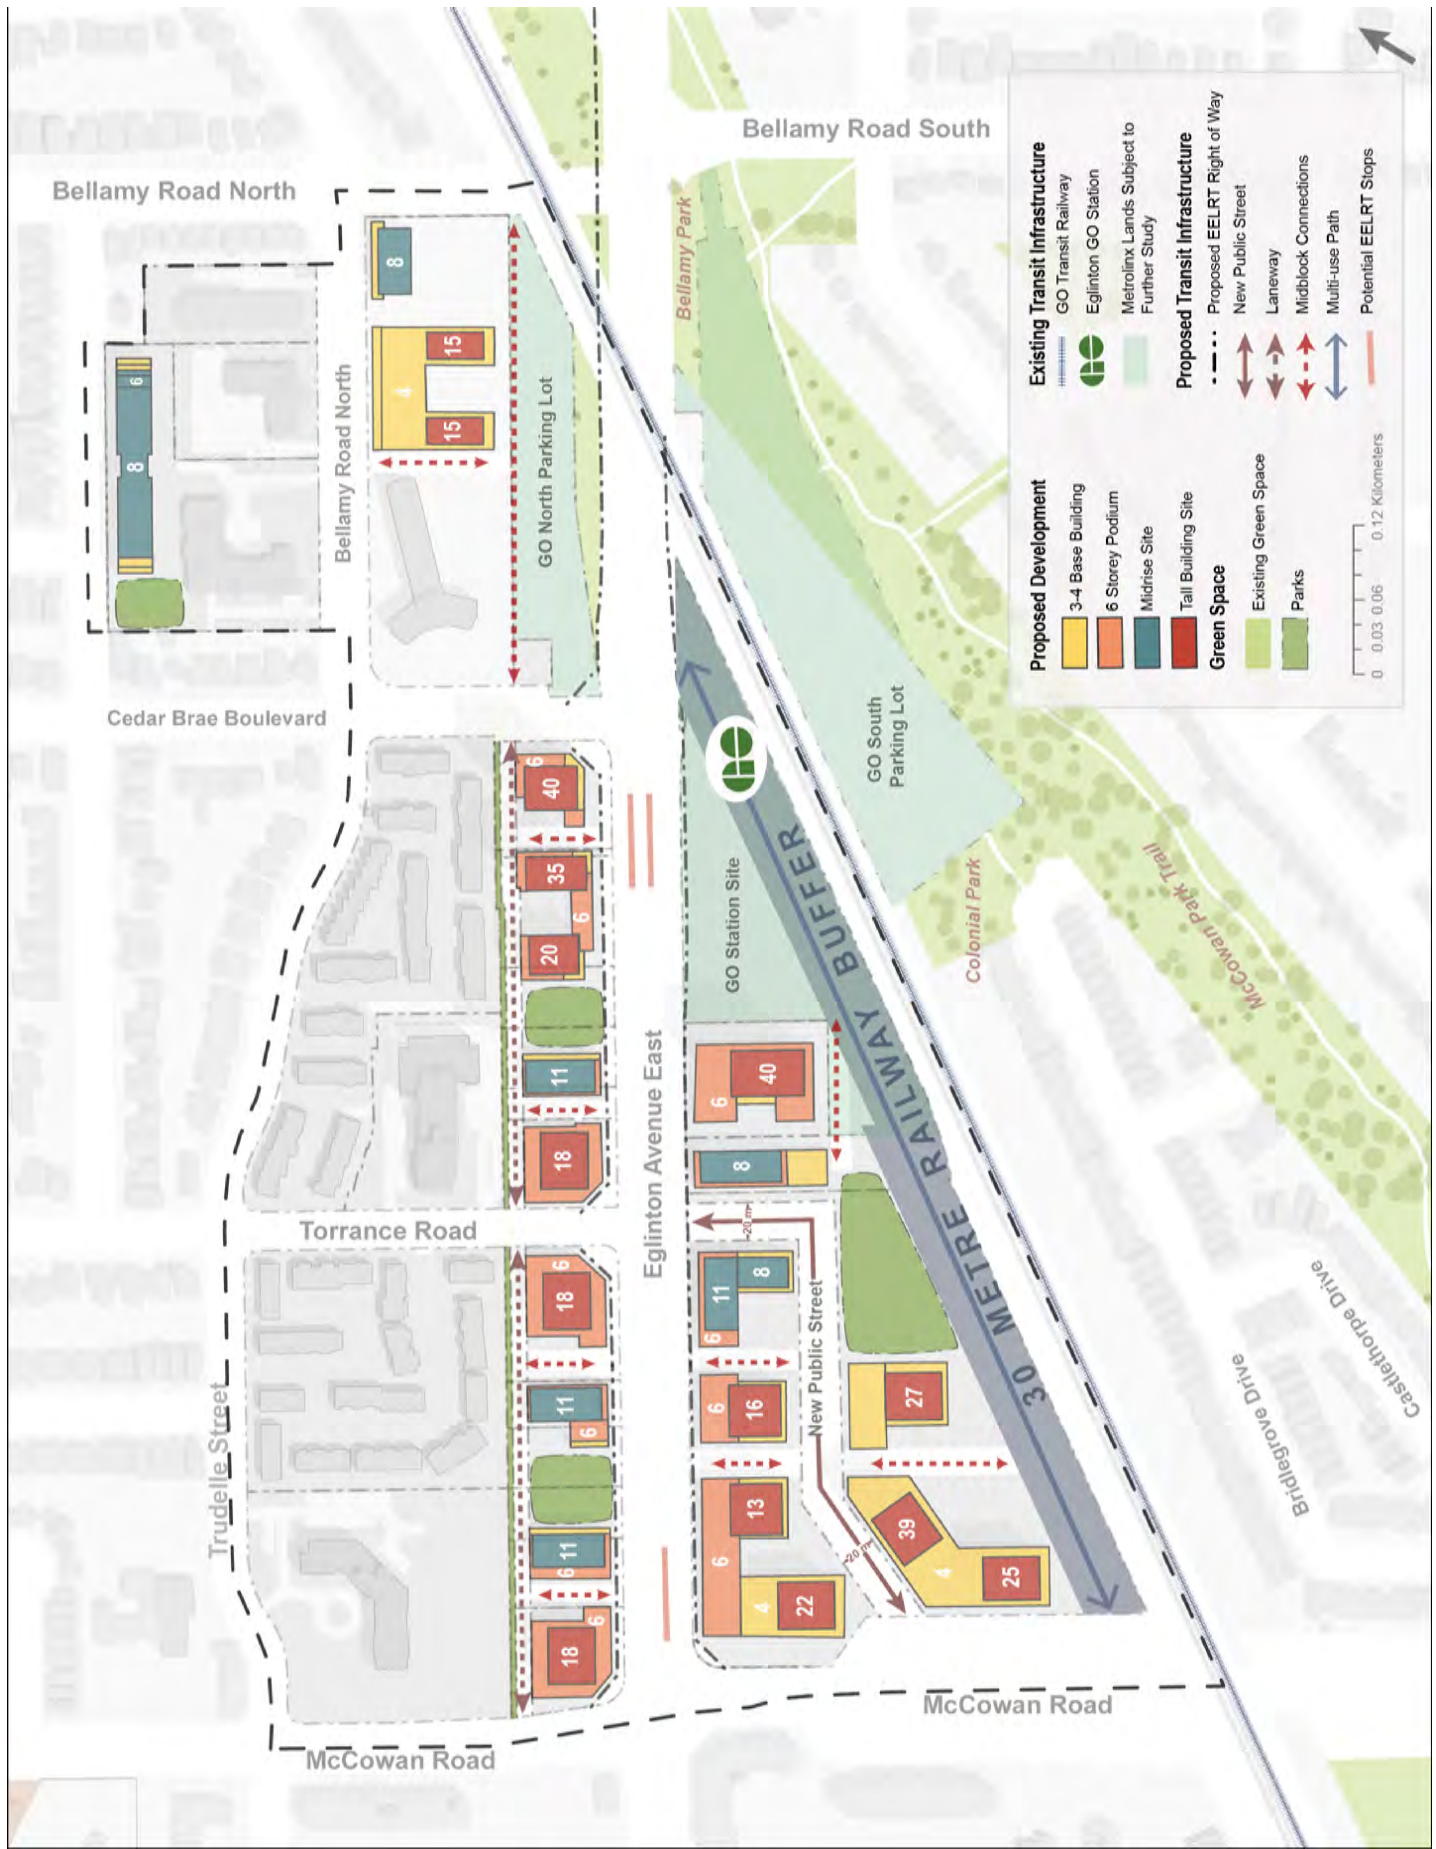 Bellamy Road South
Bellamy Road North
Bellamy Park
8
15
4
15
6
8
Bellamy Road North
GO North Parking Lot
Cedar Brae Boulevard
GO South
Parking Lot
6
40
35
6
20
GO Station Site
Colonial Park
McCowan Park Trail
30 METRE RAILWAY BUFFER
Eglinton Avenue East
11
18
6
40
8
Torrance Road
~20 m~
6
18
11
8
6
New Public Street
11
6
6
16
27
Trudelle Street
6
11
13
6
39
~20 m~
4
25
4
22
6
18
Castlethorpe Drive
Bridlegrove Drive
McCowan Road
McCowan Road
Proposed Development
3-4 Base Building
6 Storey Podium
Midrise Site
Tall Building Site
Green Space
Existing Green Space
Parks
0 0.03 0.06 0.12 Kilometers
Existing Transit Infrastructure
GO Transit Railway
GO
Eglinton GO Station
Metrolinx Lands Subject to
Further Study
Proposed Transit Infrastructure
Proposed EELRT Right of Way
New Public Street
Laneway
Midblock Connections
Multi-use Path
Potential EELRT Stops
GO